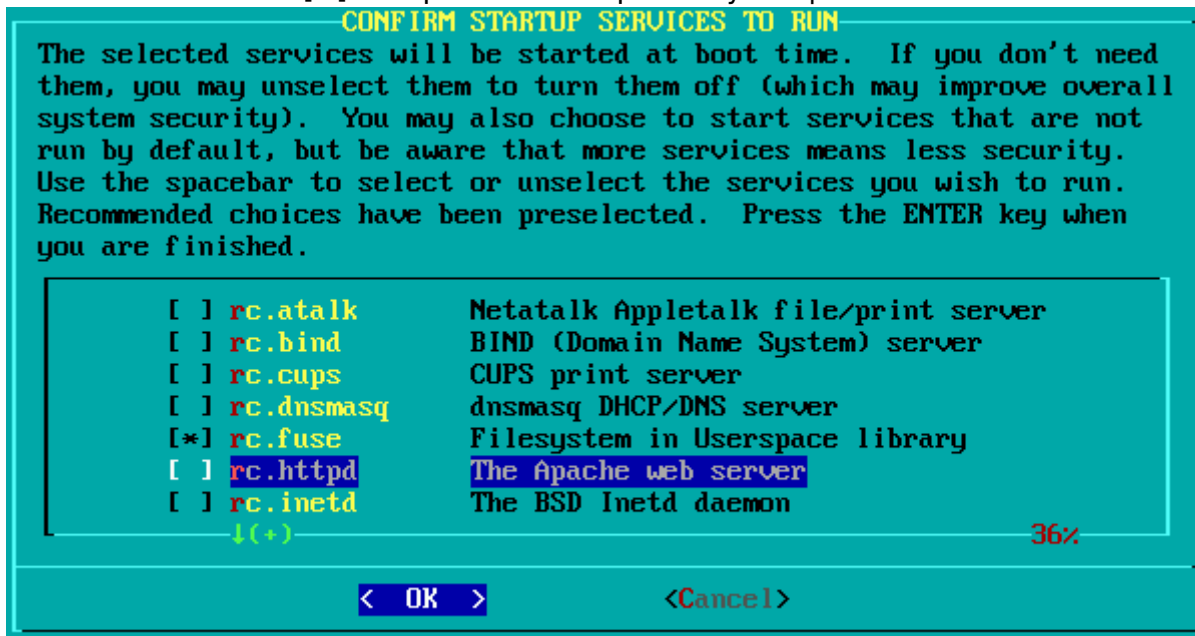 CONFIRM STARTUP SERVICES TO RUN
The selected services will be started at boot time.  If you don't need
them, you may unselect them to turn them off (which may improve overall
system security).  You may also choose to start services that are not
run by default, but be aware that more services means less security.
Use the spacebar to select or unselect the services you wish to run.
Recommended choices have been preselected.  Press the ENTER key when
you are finished.
[ ] rc.atalk Netatalk Appletalk file/print server
[ ] rc.bind BIND (Domain Name System) server
[ ] rc.cups CUPS print server
[ ] rc.dnsmasq dnsmasq DHCP/DNS server
[*] rc.fuse Filesystem in Userspace library
[ ] rc.httpd The Apache web server
[ ] rc.inetd The BSD Inetd daemon
↓(+) 36%
< OK > <Cancel>